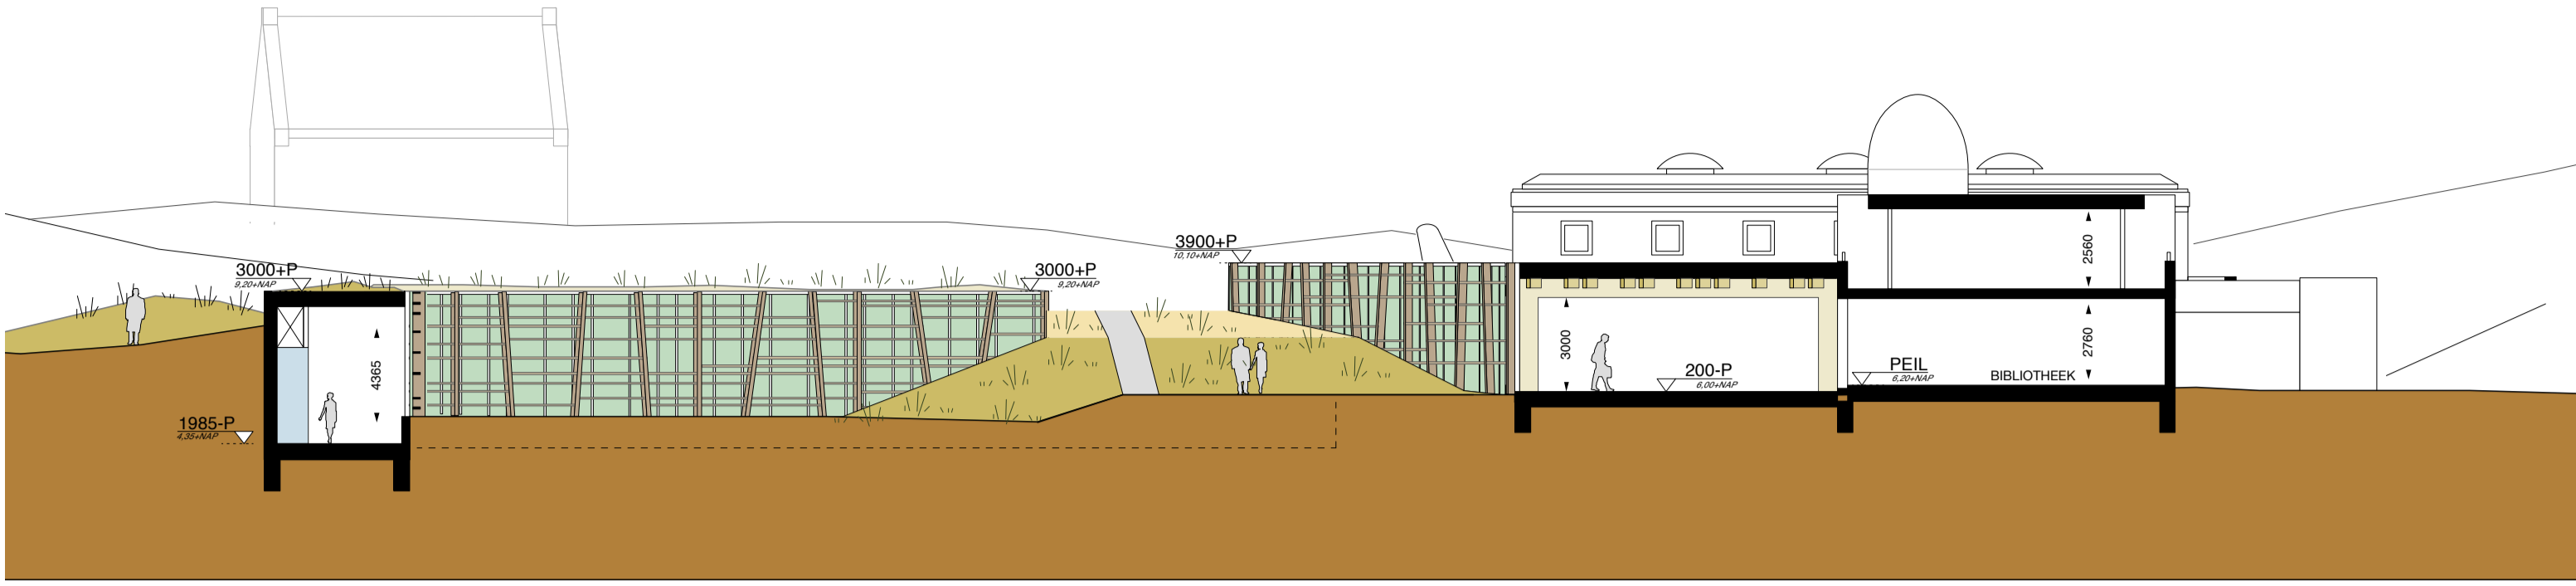 3900+P
10,10+NAP
3000+P
9,20+NAP
3000+P
9,20+NAP
2560
4365
3000
2760
200-P
6,00+NAP
PEIL
6,20+NAP
BIBLIOTHEEK
1985-P
4,35+NAP